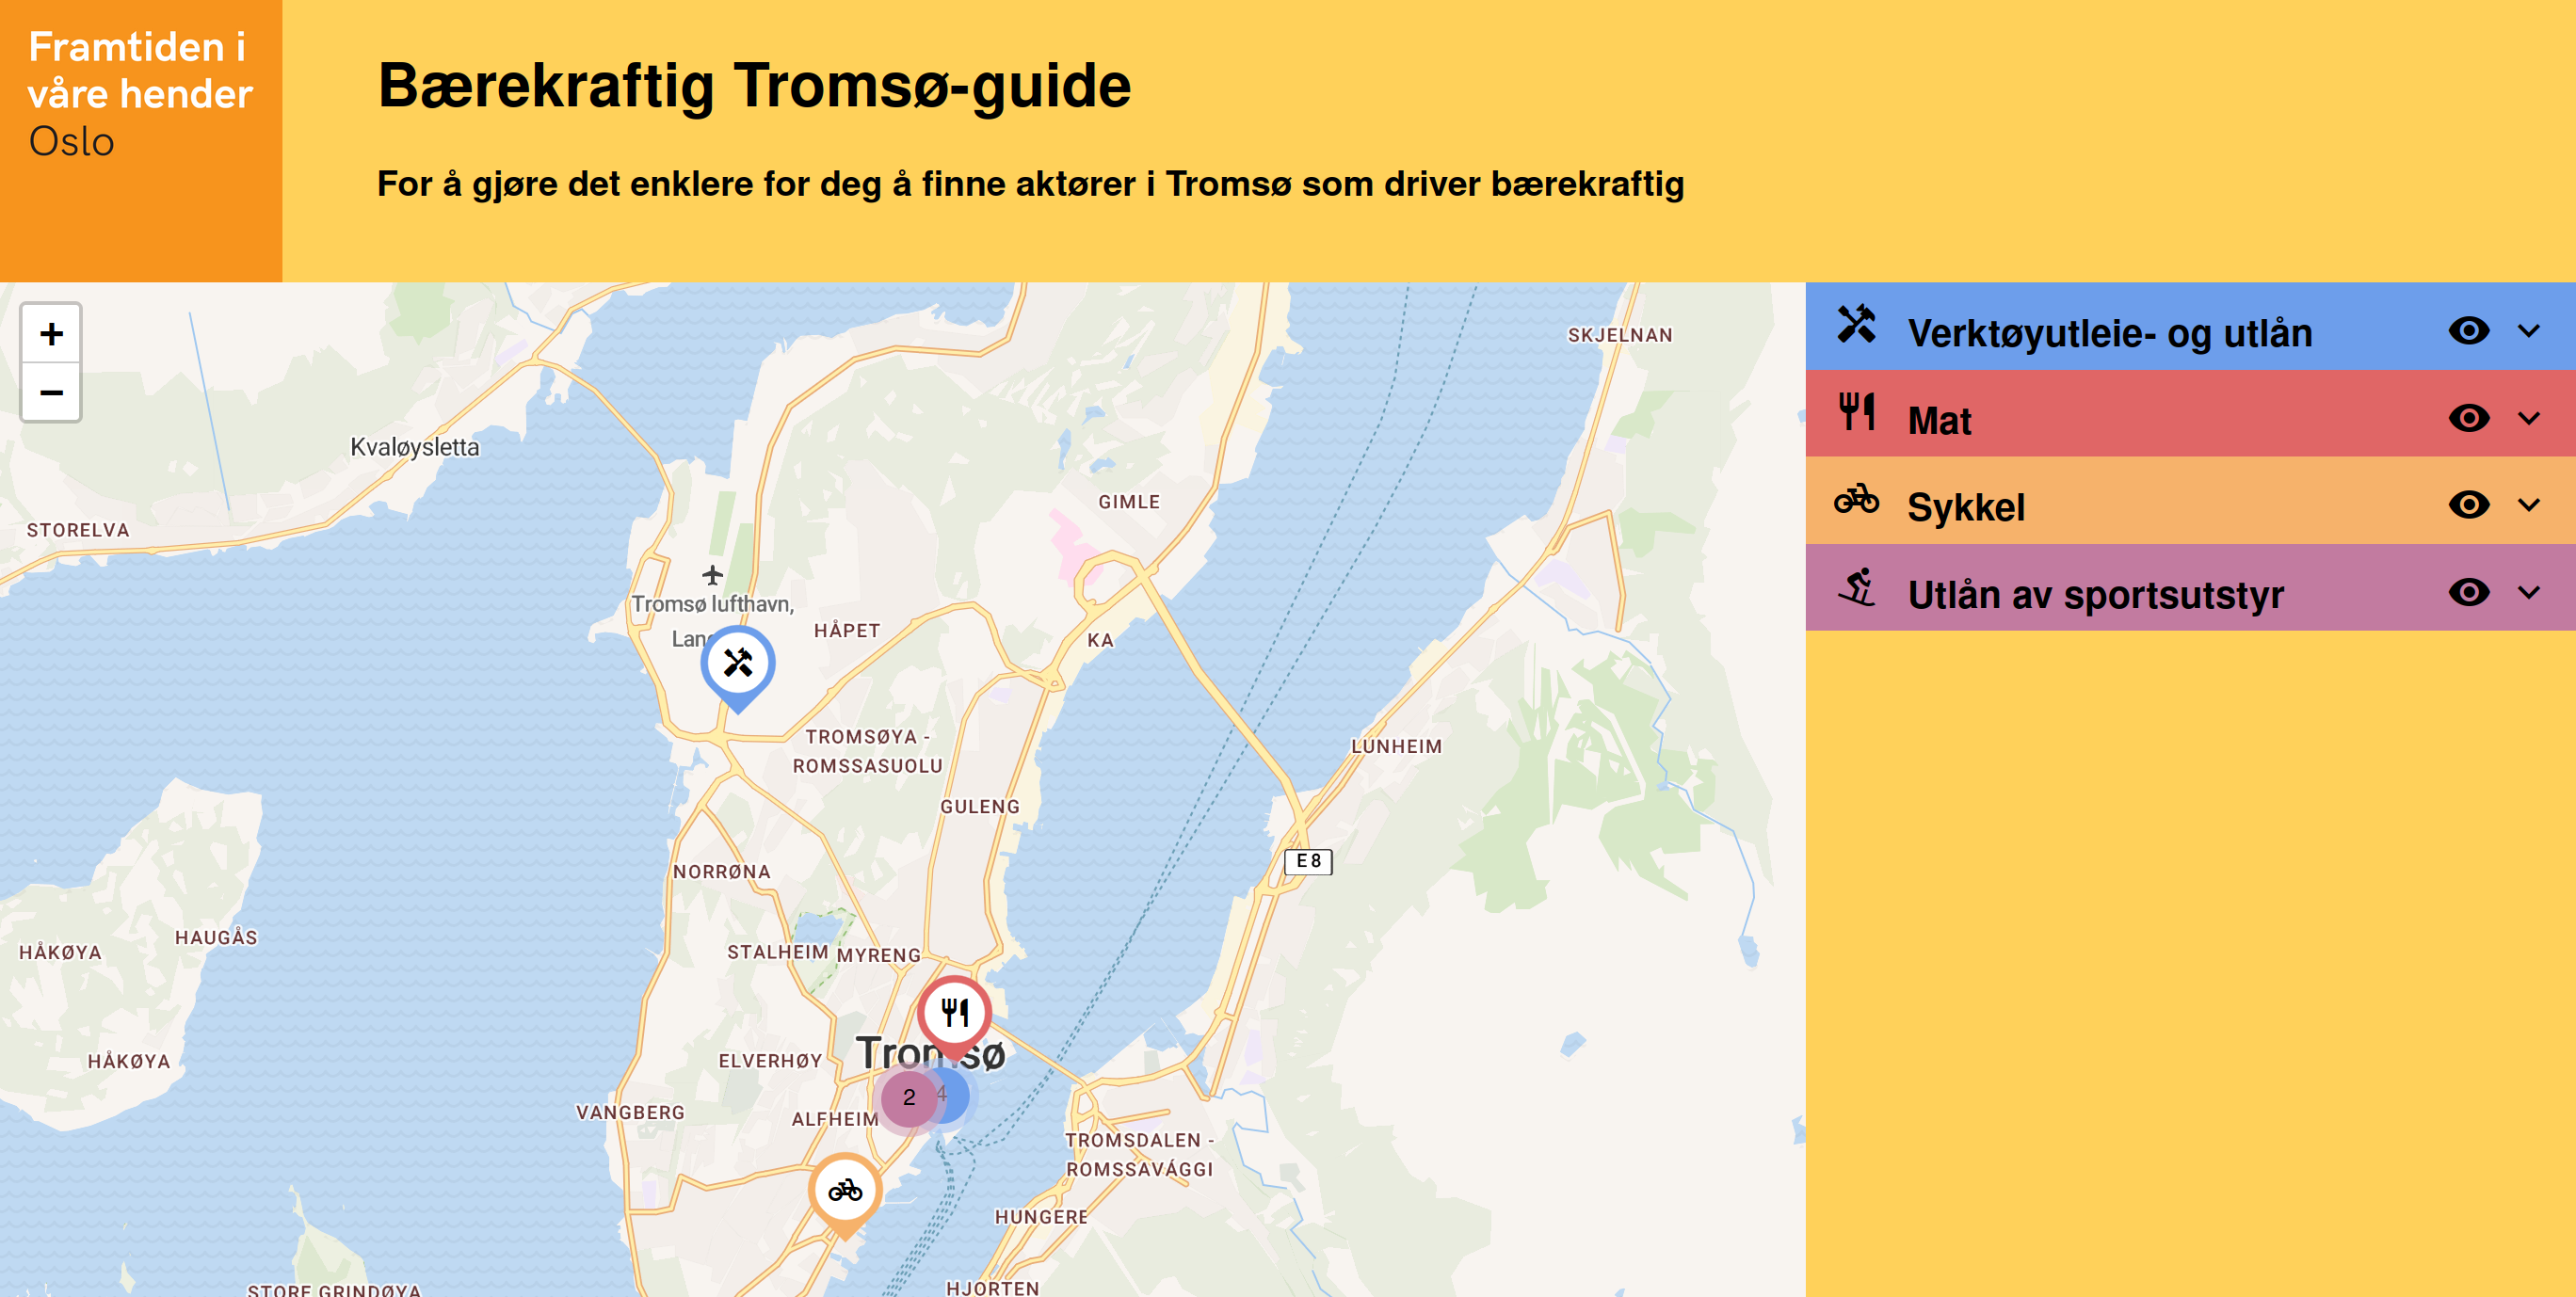 Framtiden i
våre hender
Oslo
Bærekraftig Tromsø-guide
For å gjøre det enklere for deg å finne aktører i Tromsø som driver bærekraftig
+
−
Verktøyutleie- og utlån
Mat
Sykkel
Utlån av sportsutstyr
SKJELNAN
Kvaløysletta
GIMLE
STORELVA
Tromsø lufthavn,
HÅPET
KA
TROMSØYA -
ROMSSASUOLU
LUNHEIM
GULENG
E 8
NORRØNA
HAUGÅS
HÅKØYA
STALHEIM
MYRENG
Tromsø
ELVERHØY
HÅKØYA
2
4
VANGBERG
ALFHEIM
TROMSDALEN -
ROMSSAVÁGGI
HUNGERE
HJORTEN
STORE GRINDØYA